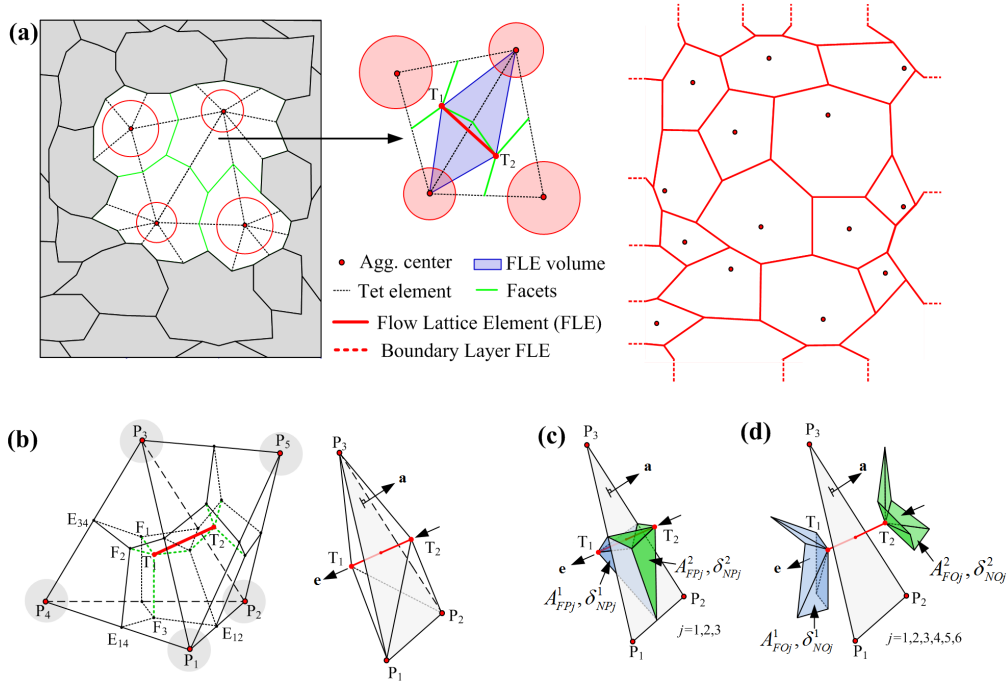 (a)
T1
T2
Agg. center
FLE volume
Tet element
Facets
Flow Lattice Element (FLE)
Boundary Layer FLE
(b)
P3
P5
E34
F1
F2
T1
T2
P4
P2
E14
F3
E12
P1
P3
a
T1
T2
e
P2
P1
(c)
P3
a
T1
T2
e
A¹FPj, δ¹NPj
A²FPj, δ²NPj
P2
j=1,2,3
P1
(d)
P3
a
T1
T2
e
A²FOj, δ²NOj
P2
A¹FOj, δ¹NOj
j=1,2,3,4,5,6
P1